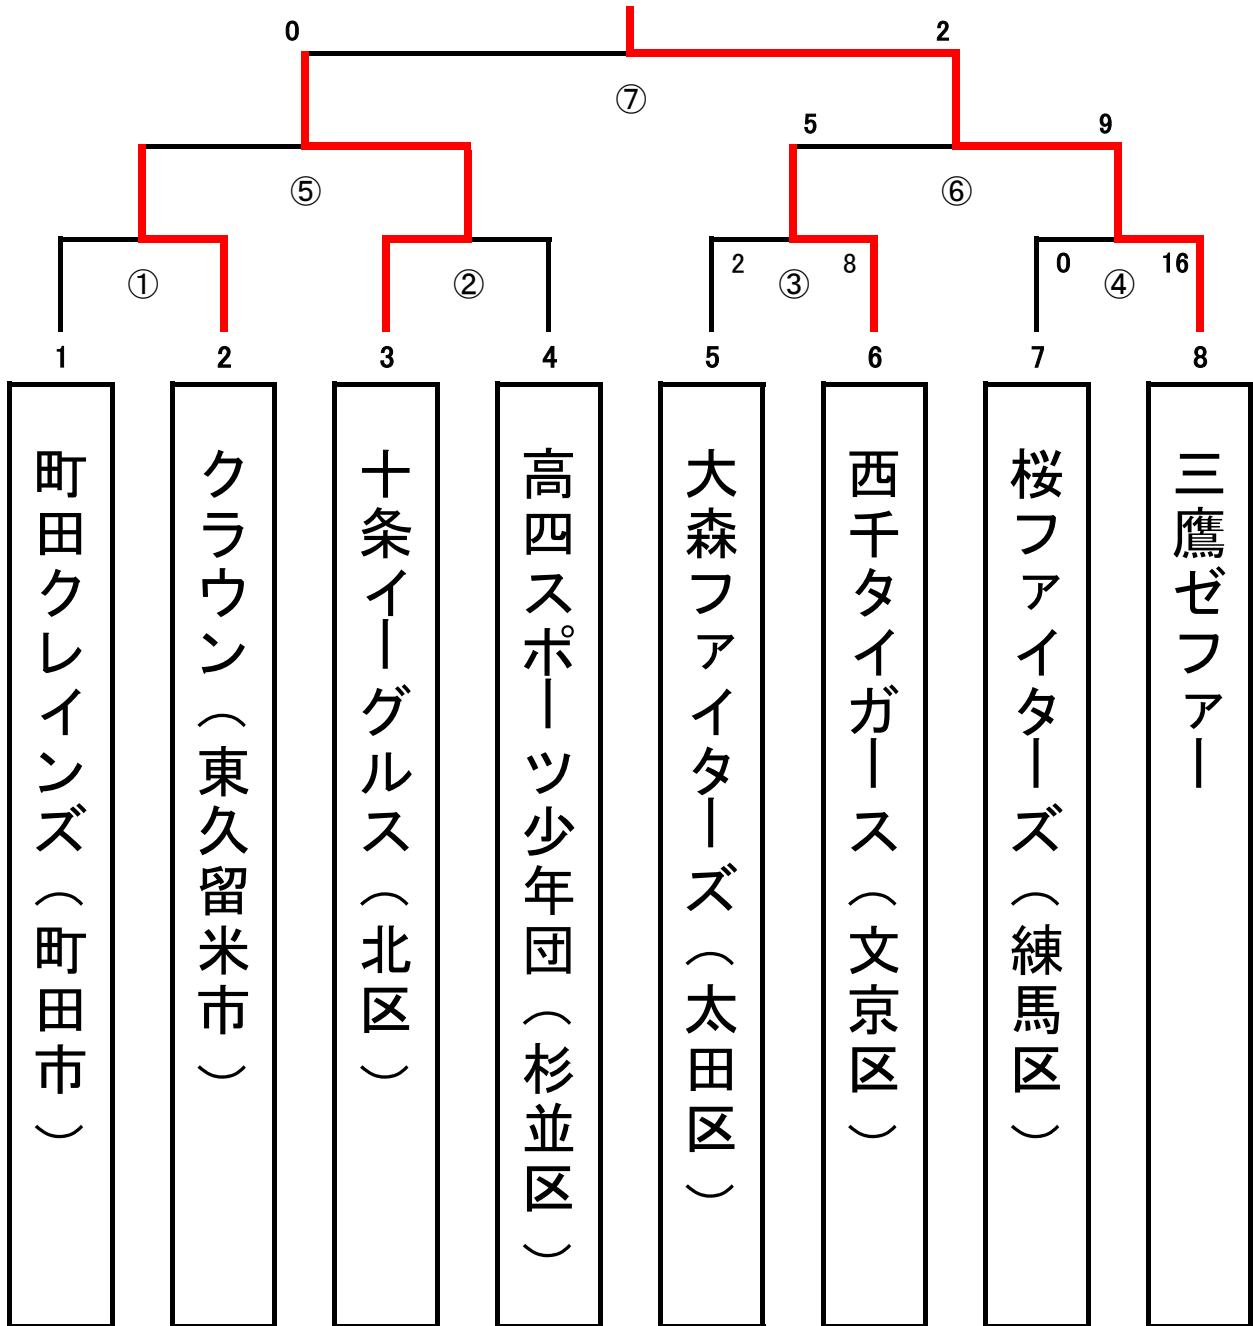 0 2
⑦
5 9
⑤ ⑥
2 8 0 16
① ② ③ ④
1 2 3 4 5 6 7 8
町田クレインズ（町田市）
クラウン（東久留米市）
十条イーグルス（北区）
高四スポーツ少年団（杉並区）
大森ファイターズ（太田区）
西千タイガース（文京区）
桜ファイターズ（練馬区）
三鷹ゼファー